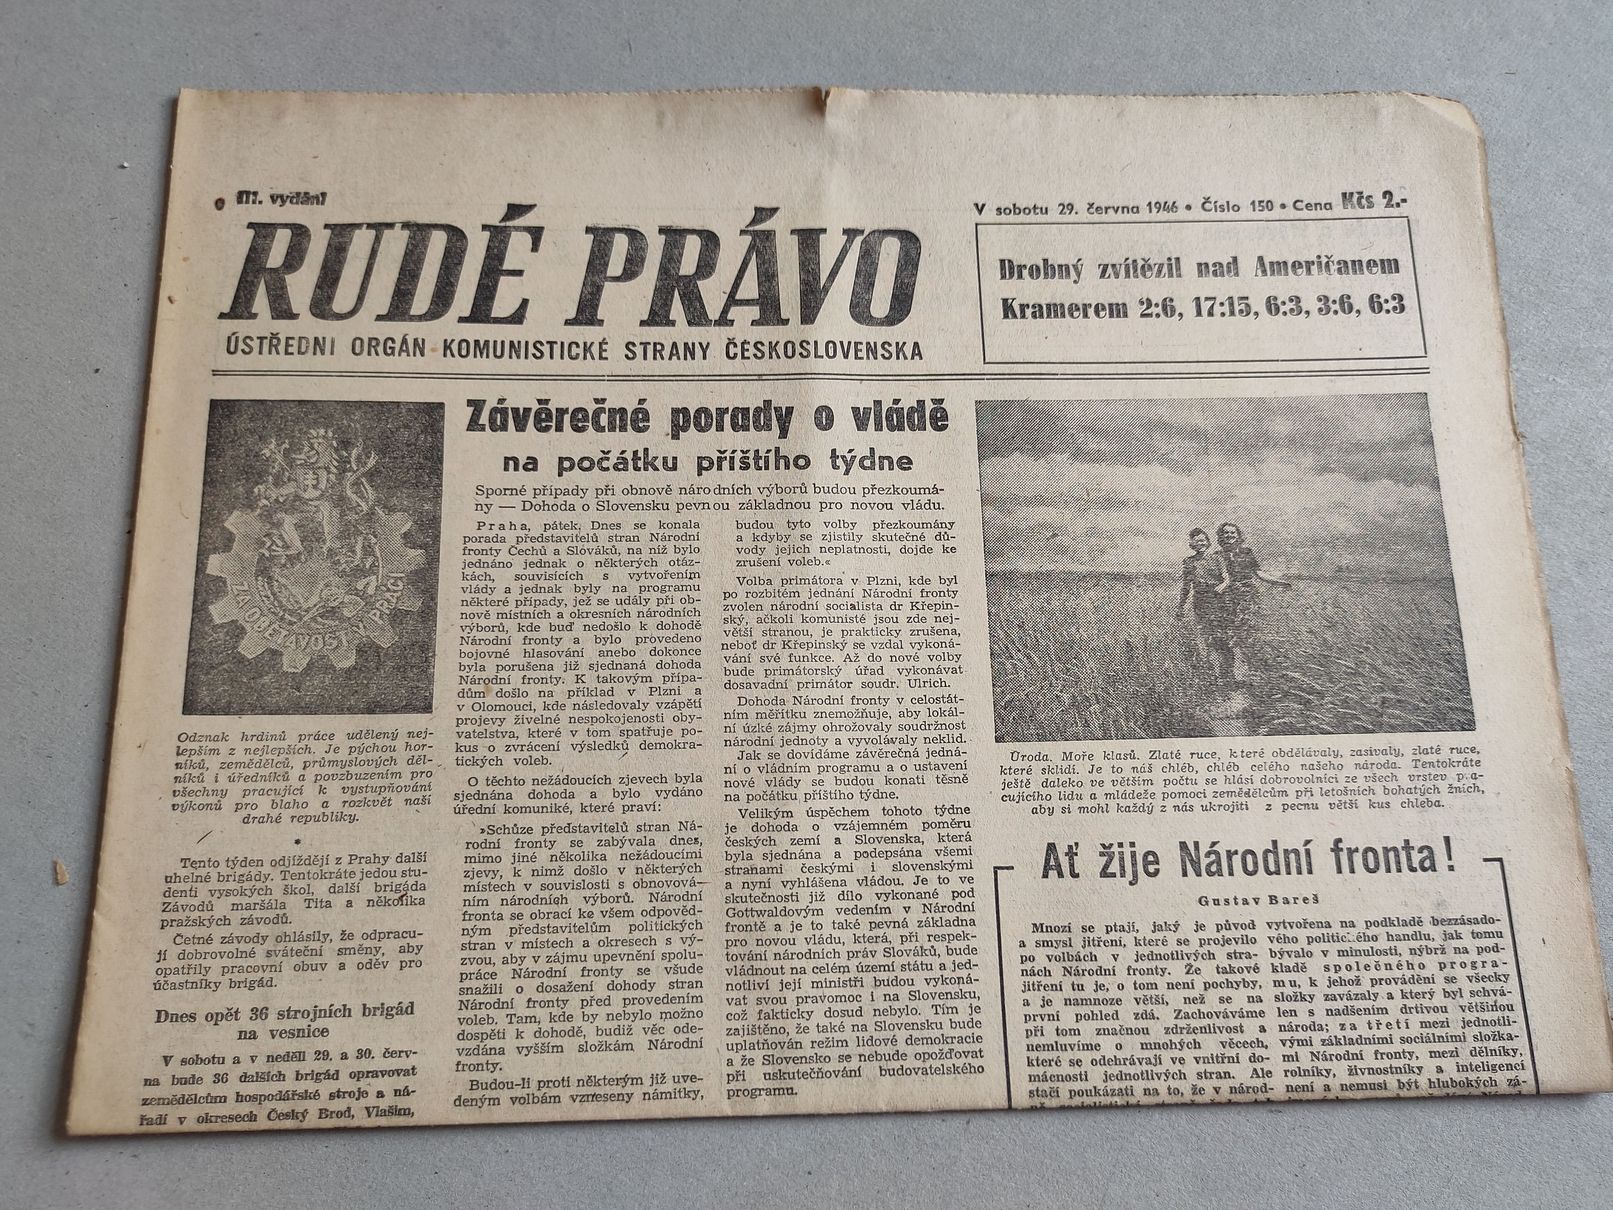 III. vydání
V sobotu 29. června 1946 • Číslo 150 • Cena Kčs 2.-
RUDÉ PRÁVO
ÚSTŘEDNI ORGÁN KOMUNISTICKÉ STRANY ČESKOSLOVENSKA
Drobný zvítězil nad Američanem
Kramerem 2:6, 17:15, 6:3, 3:6, 6:3
ZA OBĚTAVOST V PRÁCI
Odznak hrdinů práce udělený nej-
lepším z nejlepších. Je pýchou hor-
níků, zemědělců, průmyslových děl-
níků i úředníků a povzbuzením pro
všechny pracující k vystupňování
výkonů pro blaho a rozkvět naší
drahé republiky.
*
Tento týden odjíždějí z Prahy další
uhelné brigády. Tentokráte jedou stu-
denti vysokých škol, další brigáda
Závodů maršála Tita a několika
pražských závodů.
Četné závody ohlásily, že odpracu-
jí dobrovolné sváteční směny, aby
opatřily pracovní obuv a oděv pro
účastníky brigád.
Dnes opět 36 strojních brigád
na vesnice
V sobotu a v neděli 29. a 30. červ-
na bude 36 dalších brigád opravovat
zemědělcům hospodářské stroje a ná-
řadí v okresech Český Brod, Vlašim,
Závěrečné porady o vládě
na počátku příštího týdne
Sporné případy při obnově národních výborů budou přezkoumá-
ny — Dohoda o Slovensku pevnou základnou pro novou vládu.
Praha, pátek. Dnes se konala
porada představitelů stran Národní
fronty Čechů a Slováků, na níž bylo
jednáno jednak o některých otáz-
kách, souvisících s vytvořením
vlády a jednak byly na programu
některé případy, jež se udály při ob-
nově místních a okresních národních
výborů, kde buď nedošlo k dohodě
Národní fronty a bylo provedeno
bojovné hlasování anebo dokonce
byla porušena již sjednaná dohoda
Národní fronty. K takovým přípa-
dům došlo na příklad v Plzni a
v Olomouci, kde následovaly vzápětí
projevy živelné nespokojenosti oby-
vatelstva, které v tom spatřuje po-
kus o zvrácení výsledků demokra-
tických voleb.
O těchto nežádoucích zjevech byla
sjednána dohoda a bylo vydáno
úřední komuniké, které praví:
»Schůze představitelů stran Ná-
rodní fronty se zabývala dnes,
mimo jiné několika nežádoucími
zjevy, k nimž došlo v některých
místech v souvislosti s obnovová-
ním národních výborů. Národní
fronta se obrací ke všem odpověd-
ným představitelům politických
stran v místech a okresech s vý-
zvou, aby v zájmu upevnění spolu-
práce Národní fronty se všude
snažili o dosažení dohody stran
Národní fronty před provedením
voleb. Tam, kde by nebylo možno
dospěti k dohodě, budiž věc ode-
vzdána vyšším složkám Národní
fronty.
Budou-li proti některým již uve-
deným volbám vzneseny námitky,
budou tyto volby přezkoumány
a kdyby se zjistily skutečné dů-
vody jejich neplatnosti, dojde ke
zrušení voleb.«
Volba primátora v Plzni, kde byl
po rozbitém jednání Národní fronty
zvolen národní socialista dr Křepin-
ský, ačkoli komunisté jsou zde nej-
větší stranou, je prakticky zrušena,
neboť dr Křepinský se vzdal vykoná-
vání své funkce. Až do nové volby
bude primátorský úřad vykonávat
dosavadní primátor soudr. Ulrich.
Dohoda Národní fronty v celostát-
ním měřítku znemožňuje, aby lokál-
ní úzké zájmy ohrožovaly soudržnost
národní jednoty a vyvolávaly neklid.
Jak se dovídáme závěrečná jedná-
ní o vládním programu a o ustavení
nové vlády se budou konati těsně
na počátku příštího týdne.
Velikým úspěchem tohoto týdne
je dohoda o vzájemném poměru
českých zemí a Slovenska, která
byla sjednána a podepsána všemi
stranami českými i slovenskými
a nyní vyhlášena vládou. Je to ve
skutečnosti již dílo vykonané pod
Gottwaldovým vedením v Národní
frontě a je to také pevná základna
pro novou vládu, která, při respek-
tování národních práv Slováků, bude
vládnout na celém území státu a jed-
notliví její ministři budou vykoná-
vat svou pravomoc i na Slovensku,
což fakticky dosud nebylo. Tím je
zajištěno, že také na Slovensku bude
uplatňován režim lidové demokracie
a že Slovensko se nebude opožďovat
při uskutečňování budovatelského
programu.
Úroda. Moře klasů. Zlaté ruce, které obdělávaly, zasívaly, zlaté ruce,
které sklidí. Je to náš chléb, chléb celého našeho národa. Tentokráte
ještě daleko ve větším počtu se hlásí dobrovolníci ze všech vrstev pra-
cujícího lidu a mládeže pomoci zemědělcům při letošních bohatých žních,
aby si mohl každý z nás ukrojiti z pecnu větší kus chleba.
Ať žije Národní fronta!
Gustav Bareš
Mnozí se ptají, jaký je původ
a smysl jitření, které se projevilo
po volbách v jednotlivých stra-
nách Národní fronty. Že takové
jitření tu je, o tom není pochyby,
a je namnoze větší, než se na
první pohled zdá. Zachováváme
při tom značnou zdrženlivost a
nemluvíme o mnohých věcech,
které se odehrávají ve vnitřní do-
mácnosti jednotlivých stran. Ale
stačí poukázati na to, že v národ-
vytvořena na podkladě bezzásado-
vého politického handlu, jak tomu
bývalo v minulosti, nýbrž na pod-
kladě společného progra-
mu, k jehož provádění se všecky
složky zavázaly a který byl schvá-
len s nadšením drtivou většinou
národa; za třetí mezi jednotli-
vými základními sociálními složka-
mi Národní fronty, mezi dělníky,
rolníky, živnostníky a inteligencí
není a nemusí být hlubokých zá-